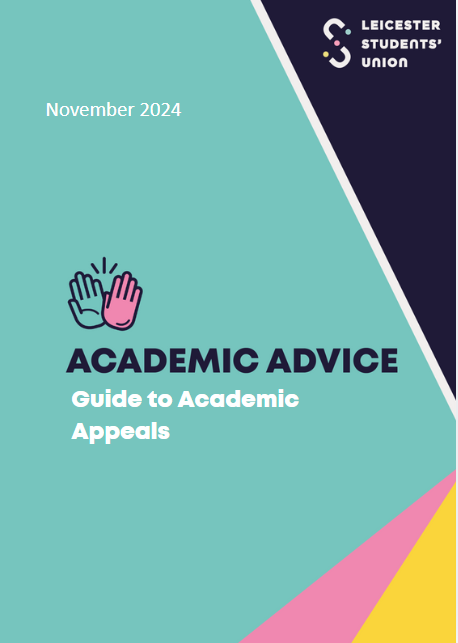 LEICESTER
STUDENTS'
UNION
November 2024
ACADEMIC ADVICE
Guide to Academic
Appeals